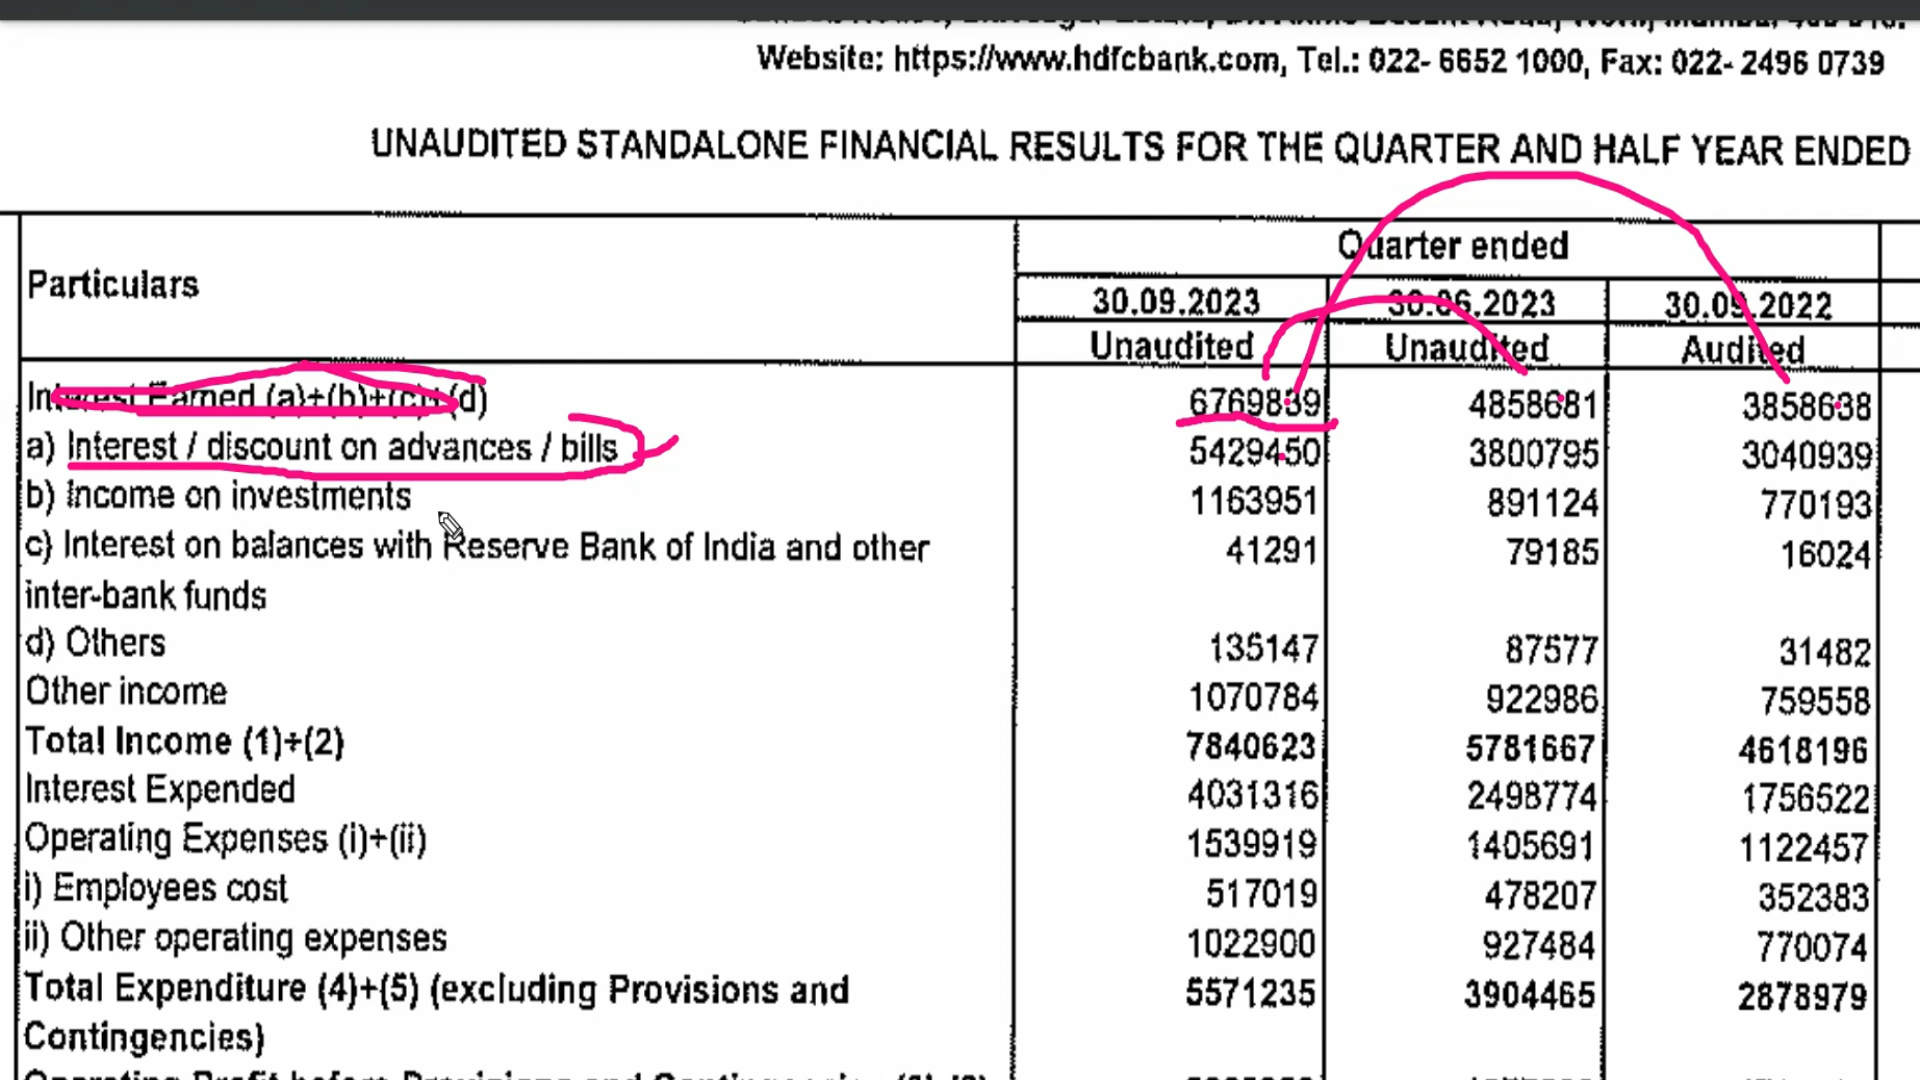 Website: https://www.hdfcbank.com, Tel.: 022- 6652 1000, Fax: 022- 2496 0739
UNAUDITED STANDALONE FINANCIAL RESULTS FOR THE QUARTER AND HALF YEAR ENDED
Particulars Quarter ended
30.09.2023 30.06.2023 30.09.2022
Unaudited Unaudited Audited
Interest Earned (a)+(b)+(c)+(d) 6769839 4858681 3858638
a) Interest / discount on advances / bills 5429450 3800795 3040939
b) Income on investments 1163951 891124 770193
c) Interest on balances with Reserve Bank of India and other 41291 79185 16024
inter-bank funds
d) Others 135147 87577 31482
Other income 1070784 922986 759558
Total Income (1)+(2) 7840623 5781667 4618196
Interest Expended 4031316 2498774 1756522
Operating Expenses (i)+(ii) 1539919 1405691 1122457
i) Employees cost 517019 478207 352383
ii) Other operating expenses 1022900 927484 770074
Total Expenditure (4)+(5) (excluding Provisions and 5571235 3904465 2878979
Contingencies)